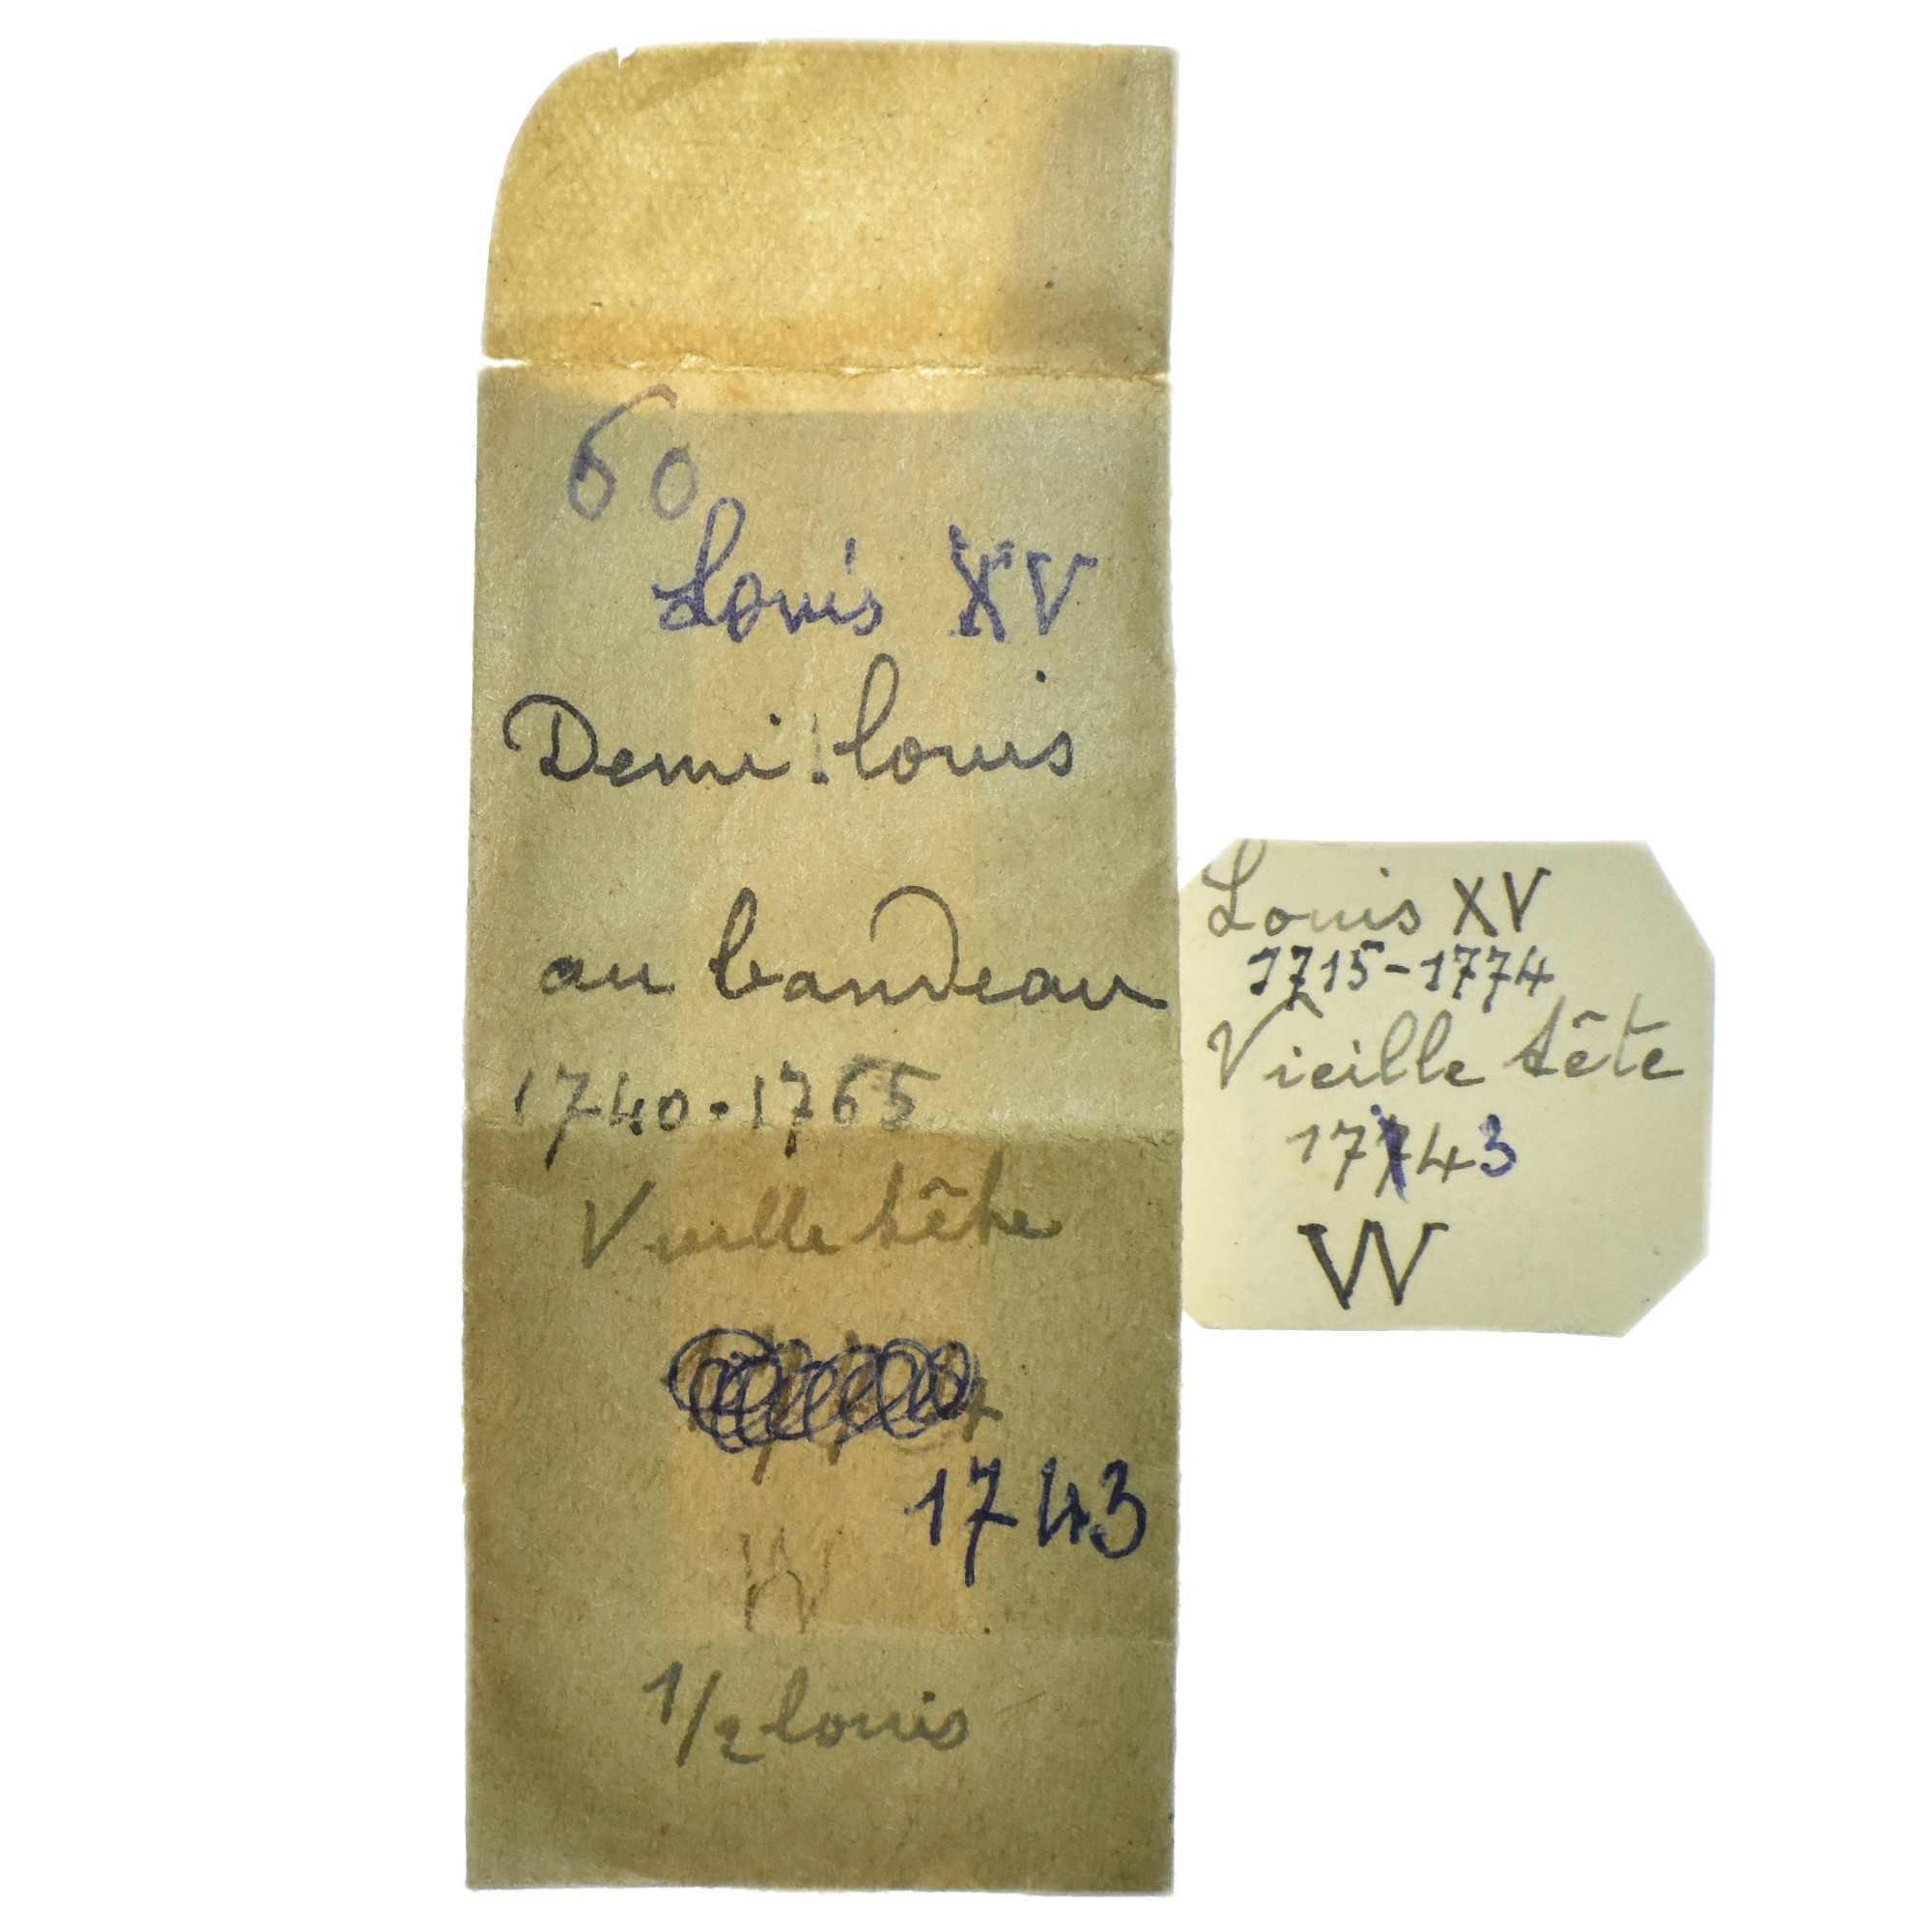 60
Louis XV
Demi-louis
au bandeau
1740-1765
Vieille tête
1743
W
1/2 louis
Louis XV
1715-1774
Vieille tête
1743
W